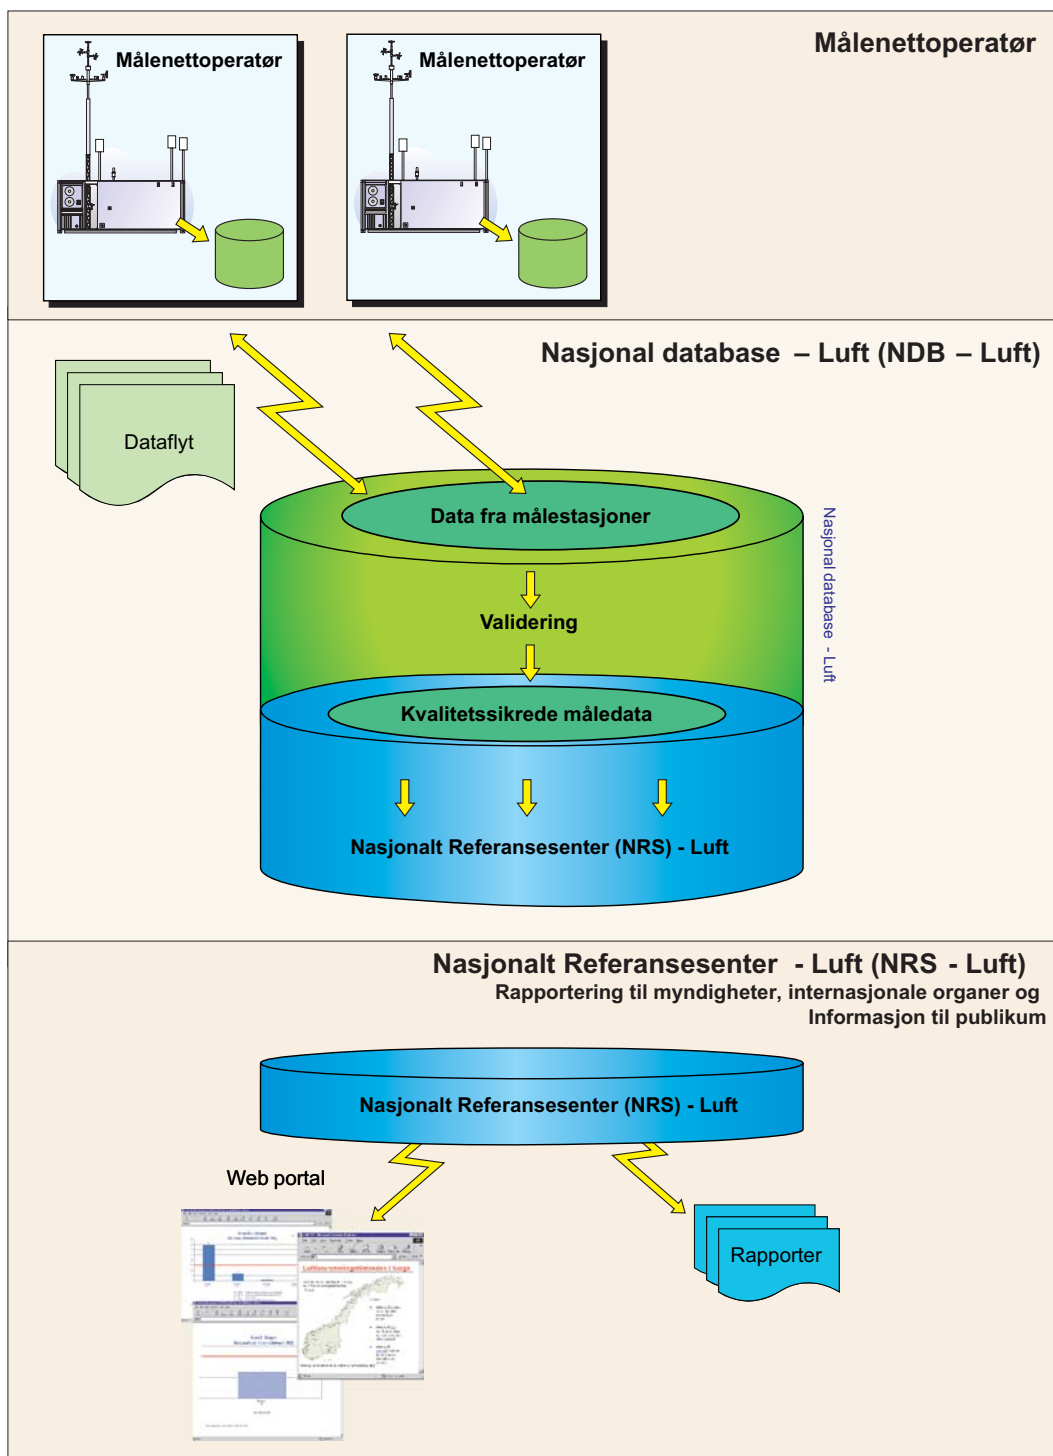 Målenettoperatør
Målenettoperatør
Målenettoperatør
Nasjonal database – Luft (NDB – Luft)
Dataflyt
Data fra målestasjoner
Nasjonal database - Luft
Validering
Kvalitetssikrede måledata
Nasjonalt Referansesenter (NRS) - Luft
Nasjonalt Referansesenter - Luft (NRS - Luft)
Rapportering til myndigheter, internasjonale organer og
Informasjon til publikum
Nasjonalt Referansesenter (NRS) - Luft
Web portal
Rapporter